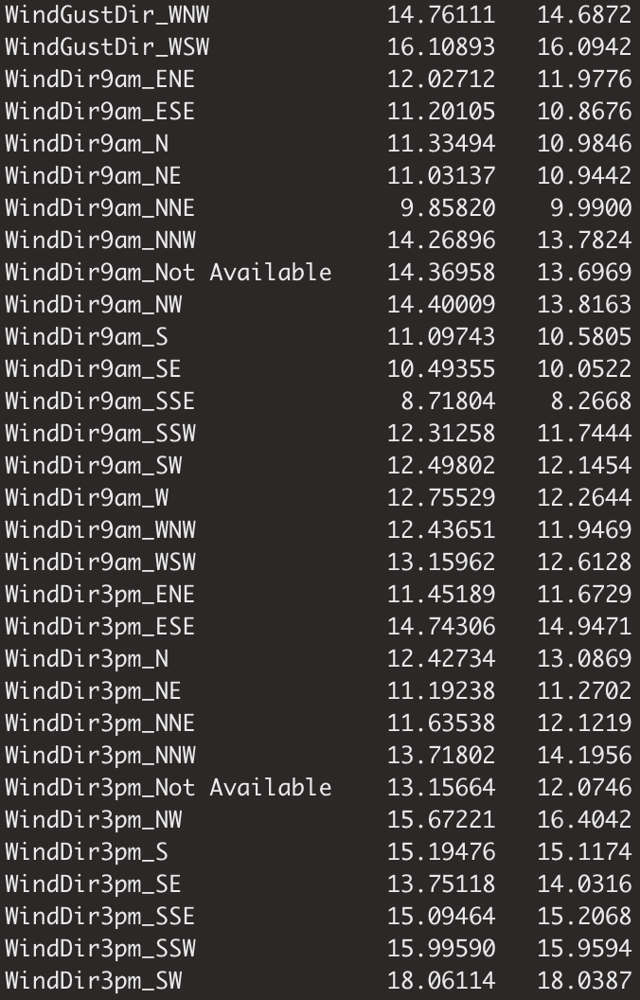 WindGustDir_WNW 14.76111 14.6872
WindGustDir_WSW 16.10893 16.0942
WindDir9am_ENE 12.02712 11.9776
WindDir9am_ESE 11.20105 10.8676
WindDir9am_N 11.33494 10.9846
WindDir9am_NE 11.03137 10.9442
WindDir9am_NNE 9.85820 9.9900
WindDir9am_NNW 14.26896 13.7824
WindDir9am_Not Available 14.36958 13.6969
WindDir9am_NW 14.40009 13.8163
WindDir9am_S 11.09743 10.5805
WindDir9am_SE 10.49355 10.0522
WindDir9am_SSE 8.71804 8.2668
WindDir9am_SSW 12.31258 11.7444
WindDir9am_SW 12.49802 12.1454
WindDir9am_W 12.75529 12.2644
WindDir9am_WNW 12.43651 11.9469
WindDir9am_WSW 13.15962 12.6128
WindDir3pm_ENE 11.45189 11.6729
WindDir3pm_ESE 14.74306 14.9471
WindDir3pm_N 12.42734 13.0869
WindDir3pm_NE 11.19238 11.2702
WindDir3pm_NNE 11.63538 12.1219
WindDir3pm_NNW 13.71802 14.1956
WindDir3pm_Not Available 13.15664 12.0746
WindDir3pm_NW 15.67221 16.4042
WindDir3pm_S 15.19476 15.1174
WindDir3pm_SE 13.75118 14.0316
WindDir3pm_SSE 15.09464 15.2068
WindDir3pm_SSW 15.99590 15.9594
WindDir3pm_SW 18.06114 18.0387